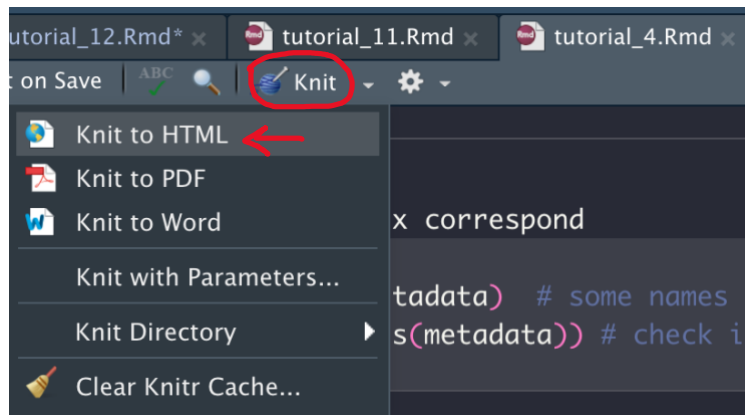 utorial_12.Rmd* × tutorial_11.Rmd × tutorial_4.Rmd ×
t on Save ABC Knit
Knit to HTML
Knit to PDF
Knit to Word
x correspond
Knit with Parameters...
tadata) # some names
Knit Directory
s(metadata)) # check i
Clear Knitr Cache...